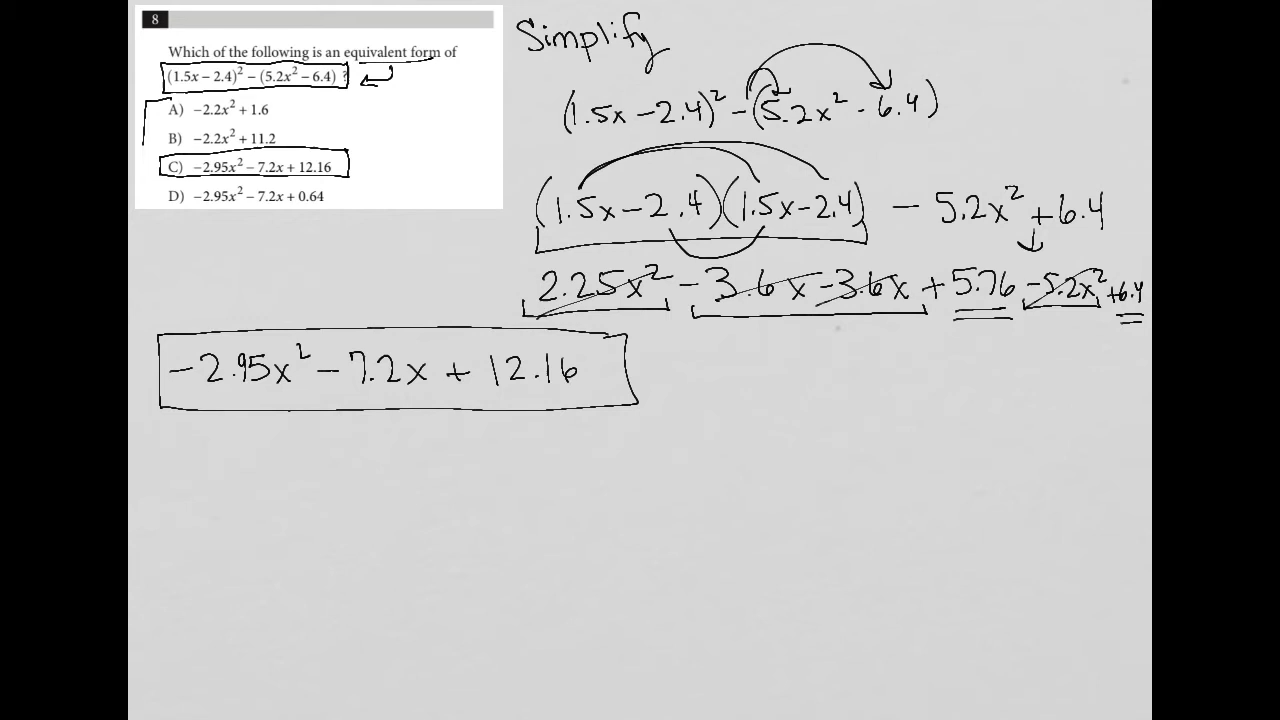 8
Which of the following is an equivalent form of
(1.5x − 2.4)² − (5.2x² − 6.4) ?
A) −2.2x² + 1.6
B) −2.2x² + 11.2
C) −2.95x² − 7.2x + 12.16
D) −2.95x² − 7.2x + 0.64
Simplify
(1.5x − 2.4)² − (5.2x² - 6.4)
(1.5x − 2.4)(1.5x − 2.4) − 5.2x² + 6.4
2.25x² − 3.6x − 3.6x + 5.76 − 5.2x² + 6.4
−2.95x² − 7.2x + 12.16